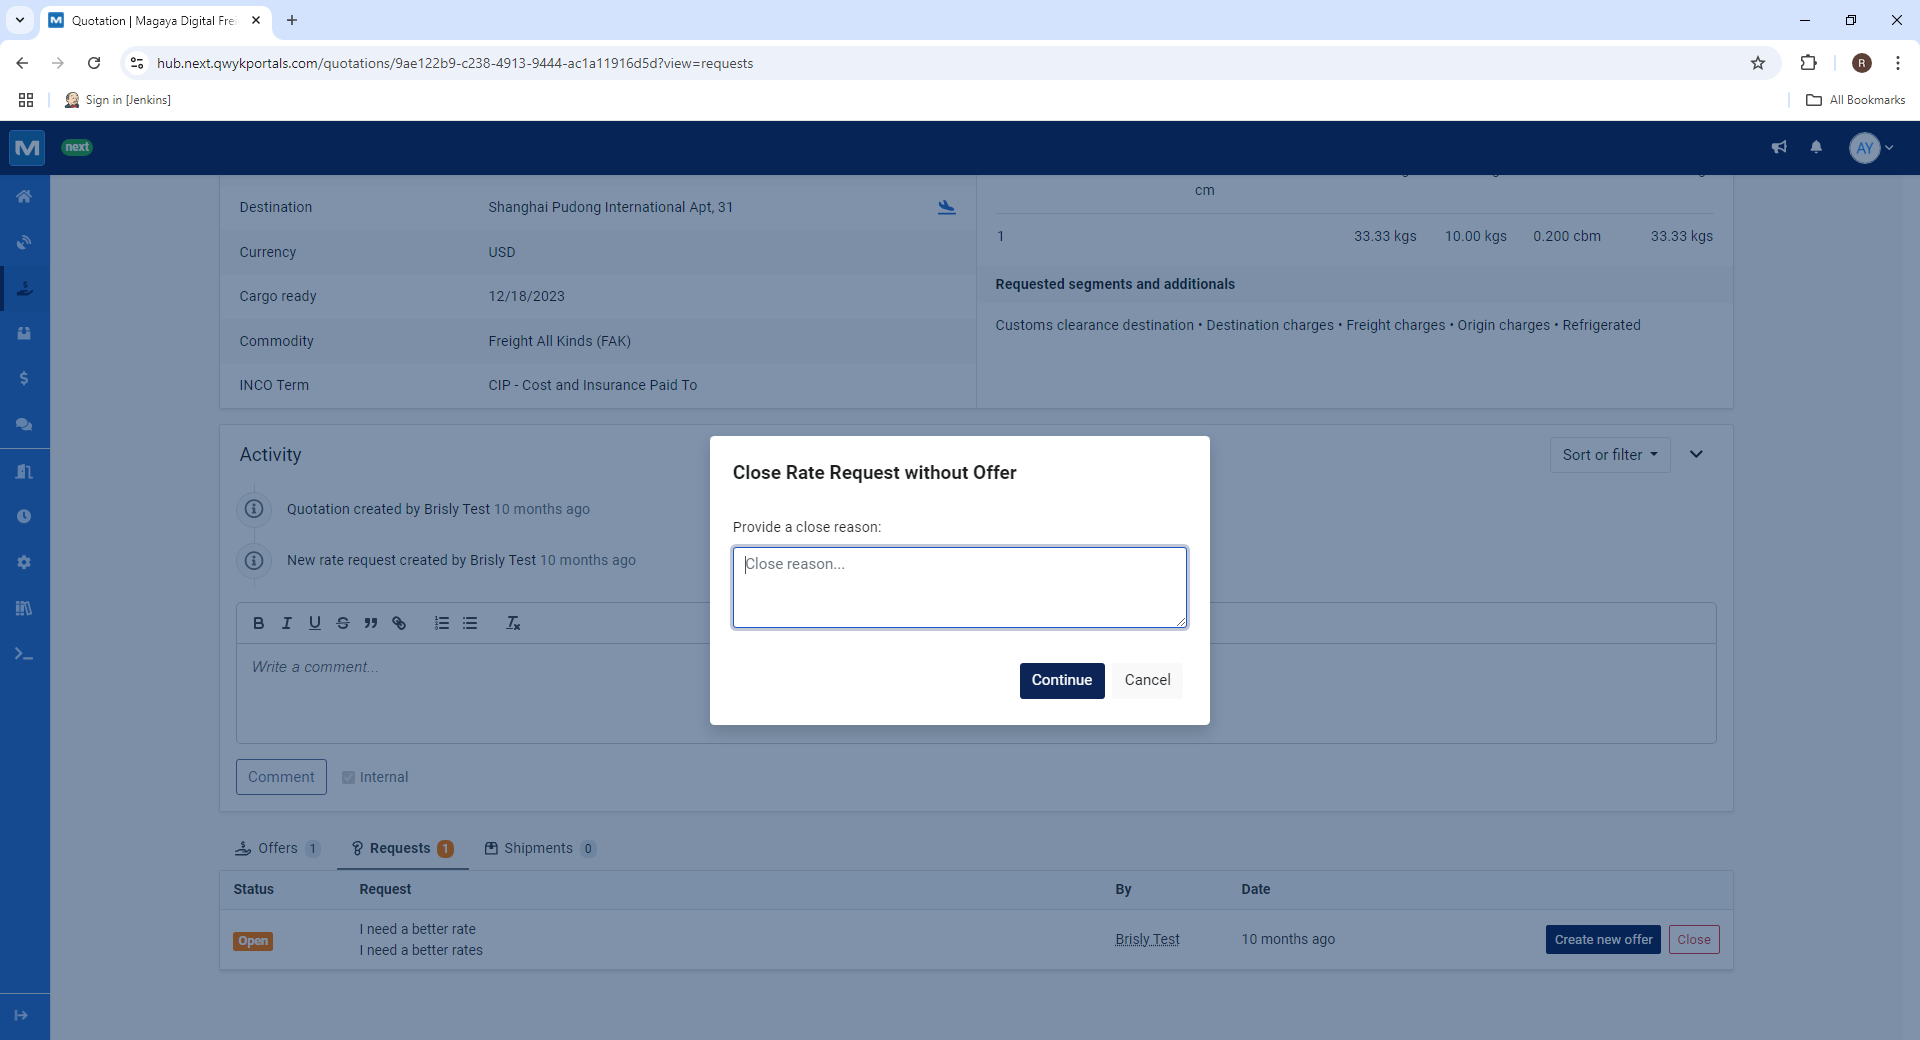 Quotation | Magaya Digital Frei
hub.next.qwykportals.com/quotations/9ae122b9-c238-4913-9444-ac1a11916d5d?view=requests
R
Sign in [Jenkins]
All Bookmarks
M next
AY
cm
Destination Shanghai Pudong International Apt, 31
1 33.33 kgs 10.00 kgs 0.200 cbm 33.33 kgs
Currency USD
Requested segments and additionals
Cargo ready 12/18/2023
Customs clearance destination • Destination charges • Freight charges • Origin charges • Refrigerated
Commodity Freight All Kinds (FAK)
INCO Term CIP - Cost and Insurance Paid To
Activity
Sort or filter
Quotation created by Brisly Test 10 months ago
New rate request created by Brisly Test 10 months ago
Close Rate Request without Offer
Provide a close reason:
Close reason...
Continue Cancel
B I U S
Write a comment...
Comment Internal
Offers 1 Requests 1 Shipments 0
Status Request By Date
Open
I need a better rate
I need a better rates
Brisly Test 10 months ago Create new offer Close